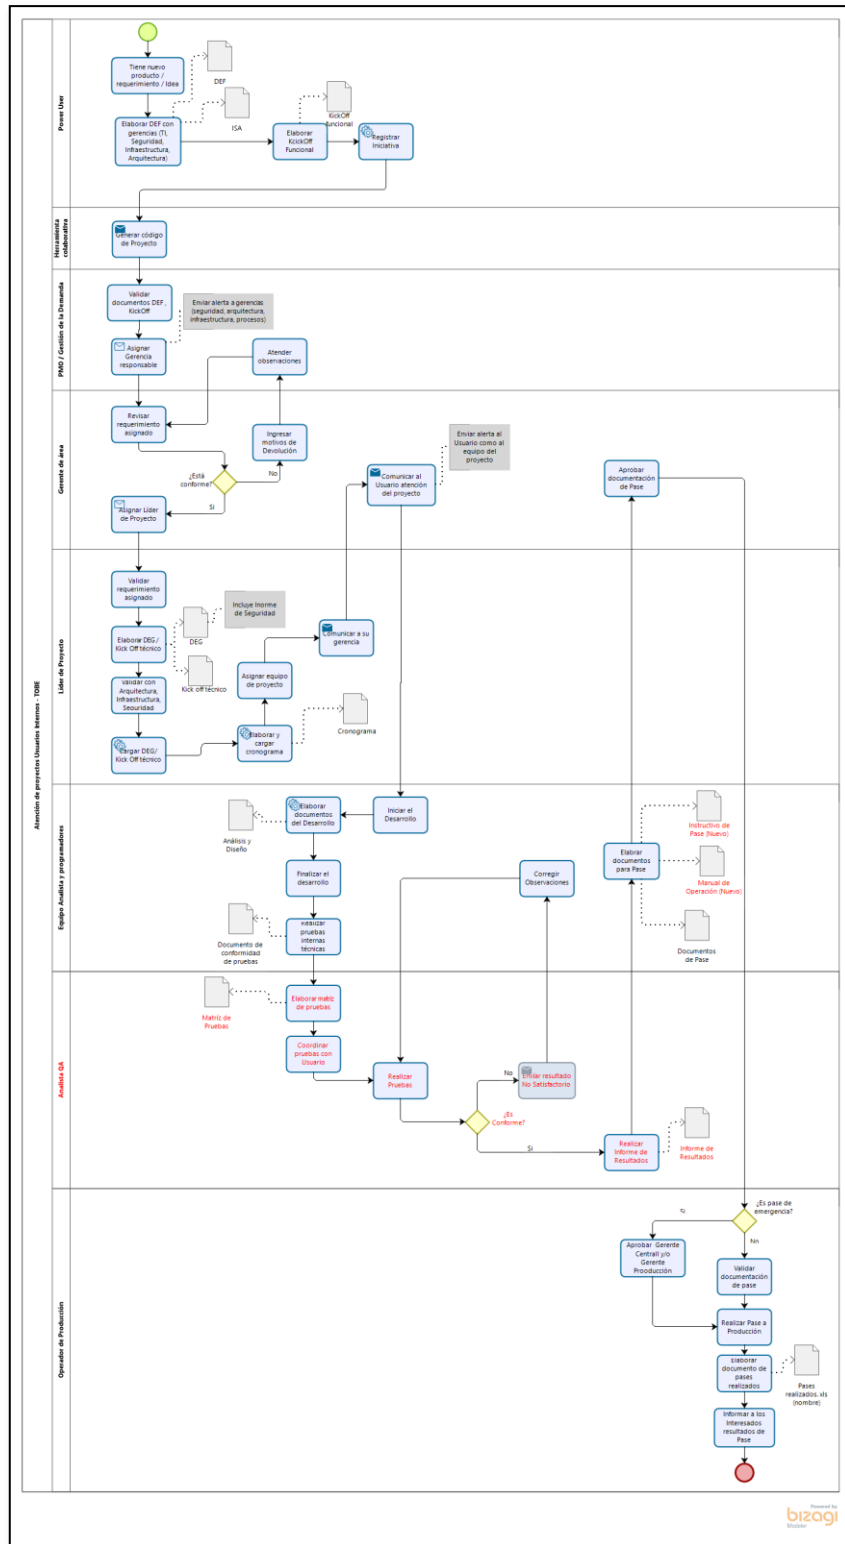 Atención de proyectos Usuarios Internos - TOBE
Power User
Tiene nuevo
producto /
requerimiento / Idea
DEF
Elaborar DEF con
gerencias (TI,
Seguridad,
Infraestructura,
Arquitectura)
ISA
KickOff
funcional
Elaborar
KcickOff
Funcional
Registrar
Iniciativa
Herramienta
colaborativa
Generar código
de Proyecto
PMO / Gestión de la Demanda
Validar
documentos DEF ,
KickOff
Enviar alerta a gerencias
(seguridad, arquitectura,
infraestructura, procesos)
Asignar
Gerencia
responsable
Atender
observaciones
Gerente de área
Revisar
requerimiento
asignado
Ingresar
motivos de
Devolución
¿Está
conforme?
No
Si
Asignar Líder
de Proyecto
Enviar alerta al
Usuario como al
equipo del
proyecto
Comunicar al
Usuario atención
del proyecto
Aprobar
documentación
de Pase
Líder de Proyecto
Validar
requerimiento
asignado
Elaborar DEG/
Kick Off técnico
DEG
Incluye Inorme
de Seguridad
Kick off técnico
Validar con
Arquitectura,
Infraestructura,
Seguridad
Cargar DEG/
Kick Off técnico
Elaborar y
cargar
cronograma
Cronograma
Asignar equipo
de proyecto
Comunicar a su
gerencia
Equipo Analista y programadores
Iniciar el
Desarrollo
Elaborar
documentos
del Desarrollo
Análisis y
Diseño
Finalizar el
desarrollo
Realizar
pruebas
internas
técnicas
Documento de
conformidad
de pruebas
Corregir
Observaciones
Elabrar
documentos
para Pase
Instructivo de
Pase (Nuevo)
Manual de
Operación (Nuevo)
Documentos
de Pase
Analista QA
Elaborar matriz
de pruebas
Matríz de
Pruebas
Coordinar
pruebas con
Usuario
Realizar
Pruebas
¿Es
Conforme?
No
Enviar resultado
No Satisfactorio
Si
Realizar
Informe de
Resultados
Informe de
Resultados
Operador de Producción
¿Es pase de
emergencia?
No
Aprobar Gerente
Centrall y/o
Gerente
Prooducción
Validar
documentación
de pase
Realizar Pase a
Producción
Elaborar
documento de
pases
realizados
Pases
realizados.xls
(nombre)
Informar a los
Interesados
resultados de
Pase
Powered by
bizagi
Modeler